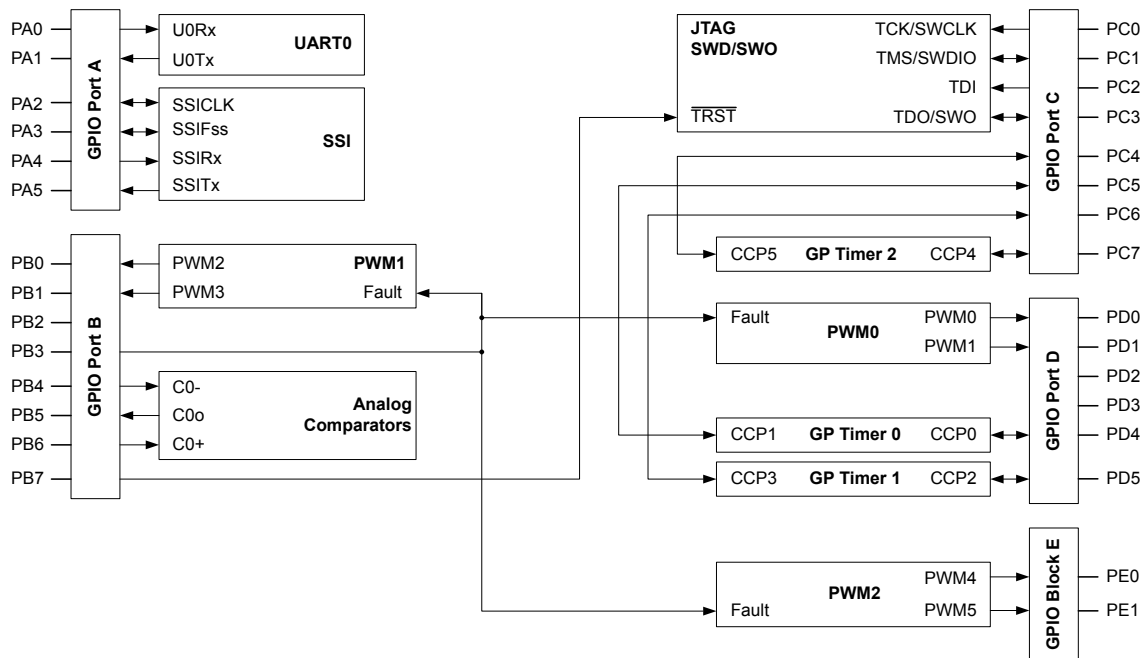 PA0
PA1
PA2
PA3
PA4
PA5
GPIO Port A
U0Rx
U0Tx
UART0
SSICLK
SSIFss
SSIRx
SSITx
SSI
PB0
PB1
PB2
PB3
PB4
PB5
PB6
PB7
GPIO Port B
PWM2
PWM3
PWM1
Fault
C0-
C0o
C0+
Analog
Comparators
JTAG
SWD/SWO
TRST
TCK/SWCLK
TMS/SWDIO
TDI
TDO/SWO
CCP5
GP Timer 2
CCP4
GPIO Port C
PC0
PC1
PC2
PC3
PC4
PC5
PC6
PC7
Fault
PWM0
PWM0
PWM1
CCP1
GP Timer 0
CCP0
CCP3
GP Timer 1
CCP2
GPIO Port D
PD0
PD1
PD2
PD3
PD4
PD5
Fault
PWM2
PWM4
PWM5
GPIO Block E
PE0
PE1